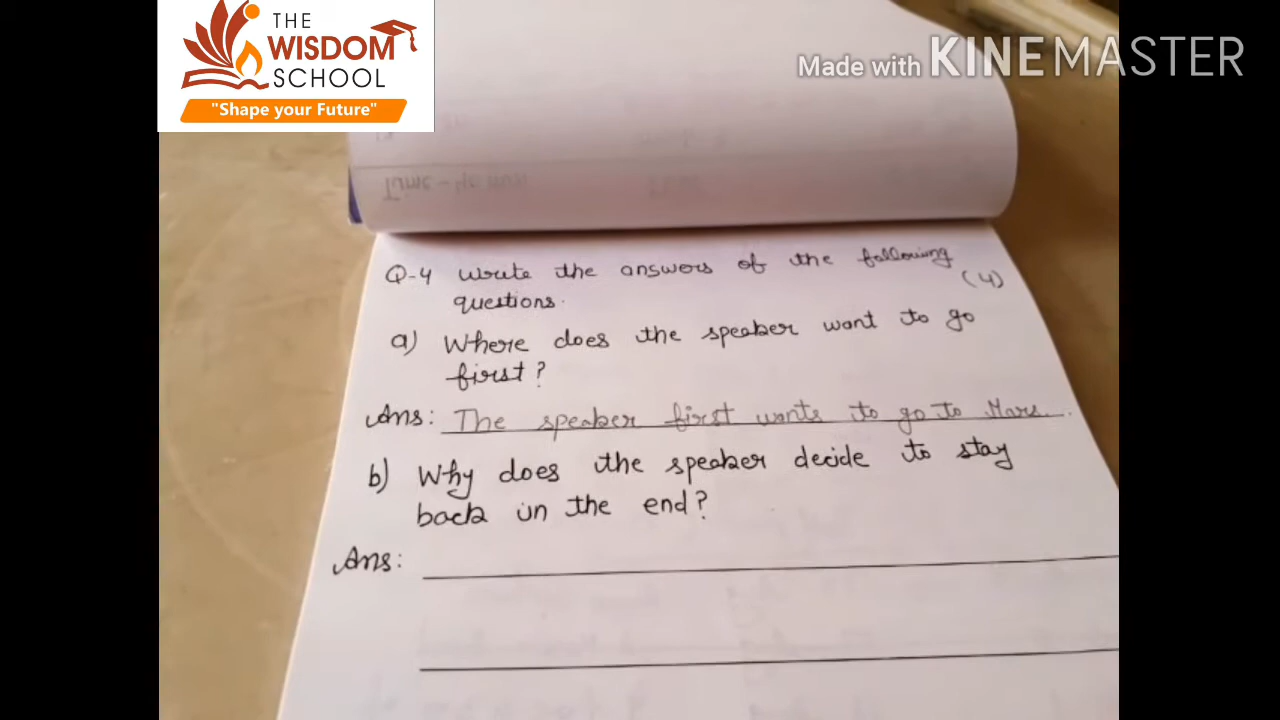 THE
WISDOM
SCHOOL
"Shape your Future"
Made with KINEMASTER
Q-4 Write the answers of the following
questions. (4)
a) Where does the speaker want to go
first?
Ans: The speaker first wants to go to Mars.
b) Why does the speaker decide to stay
back in the end?
Ans: